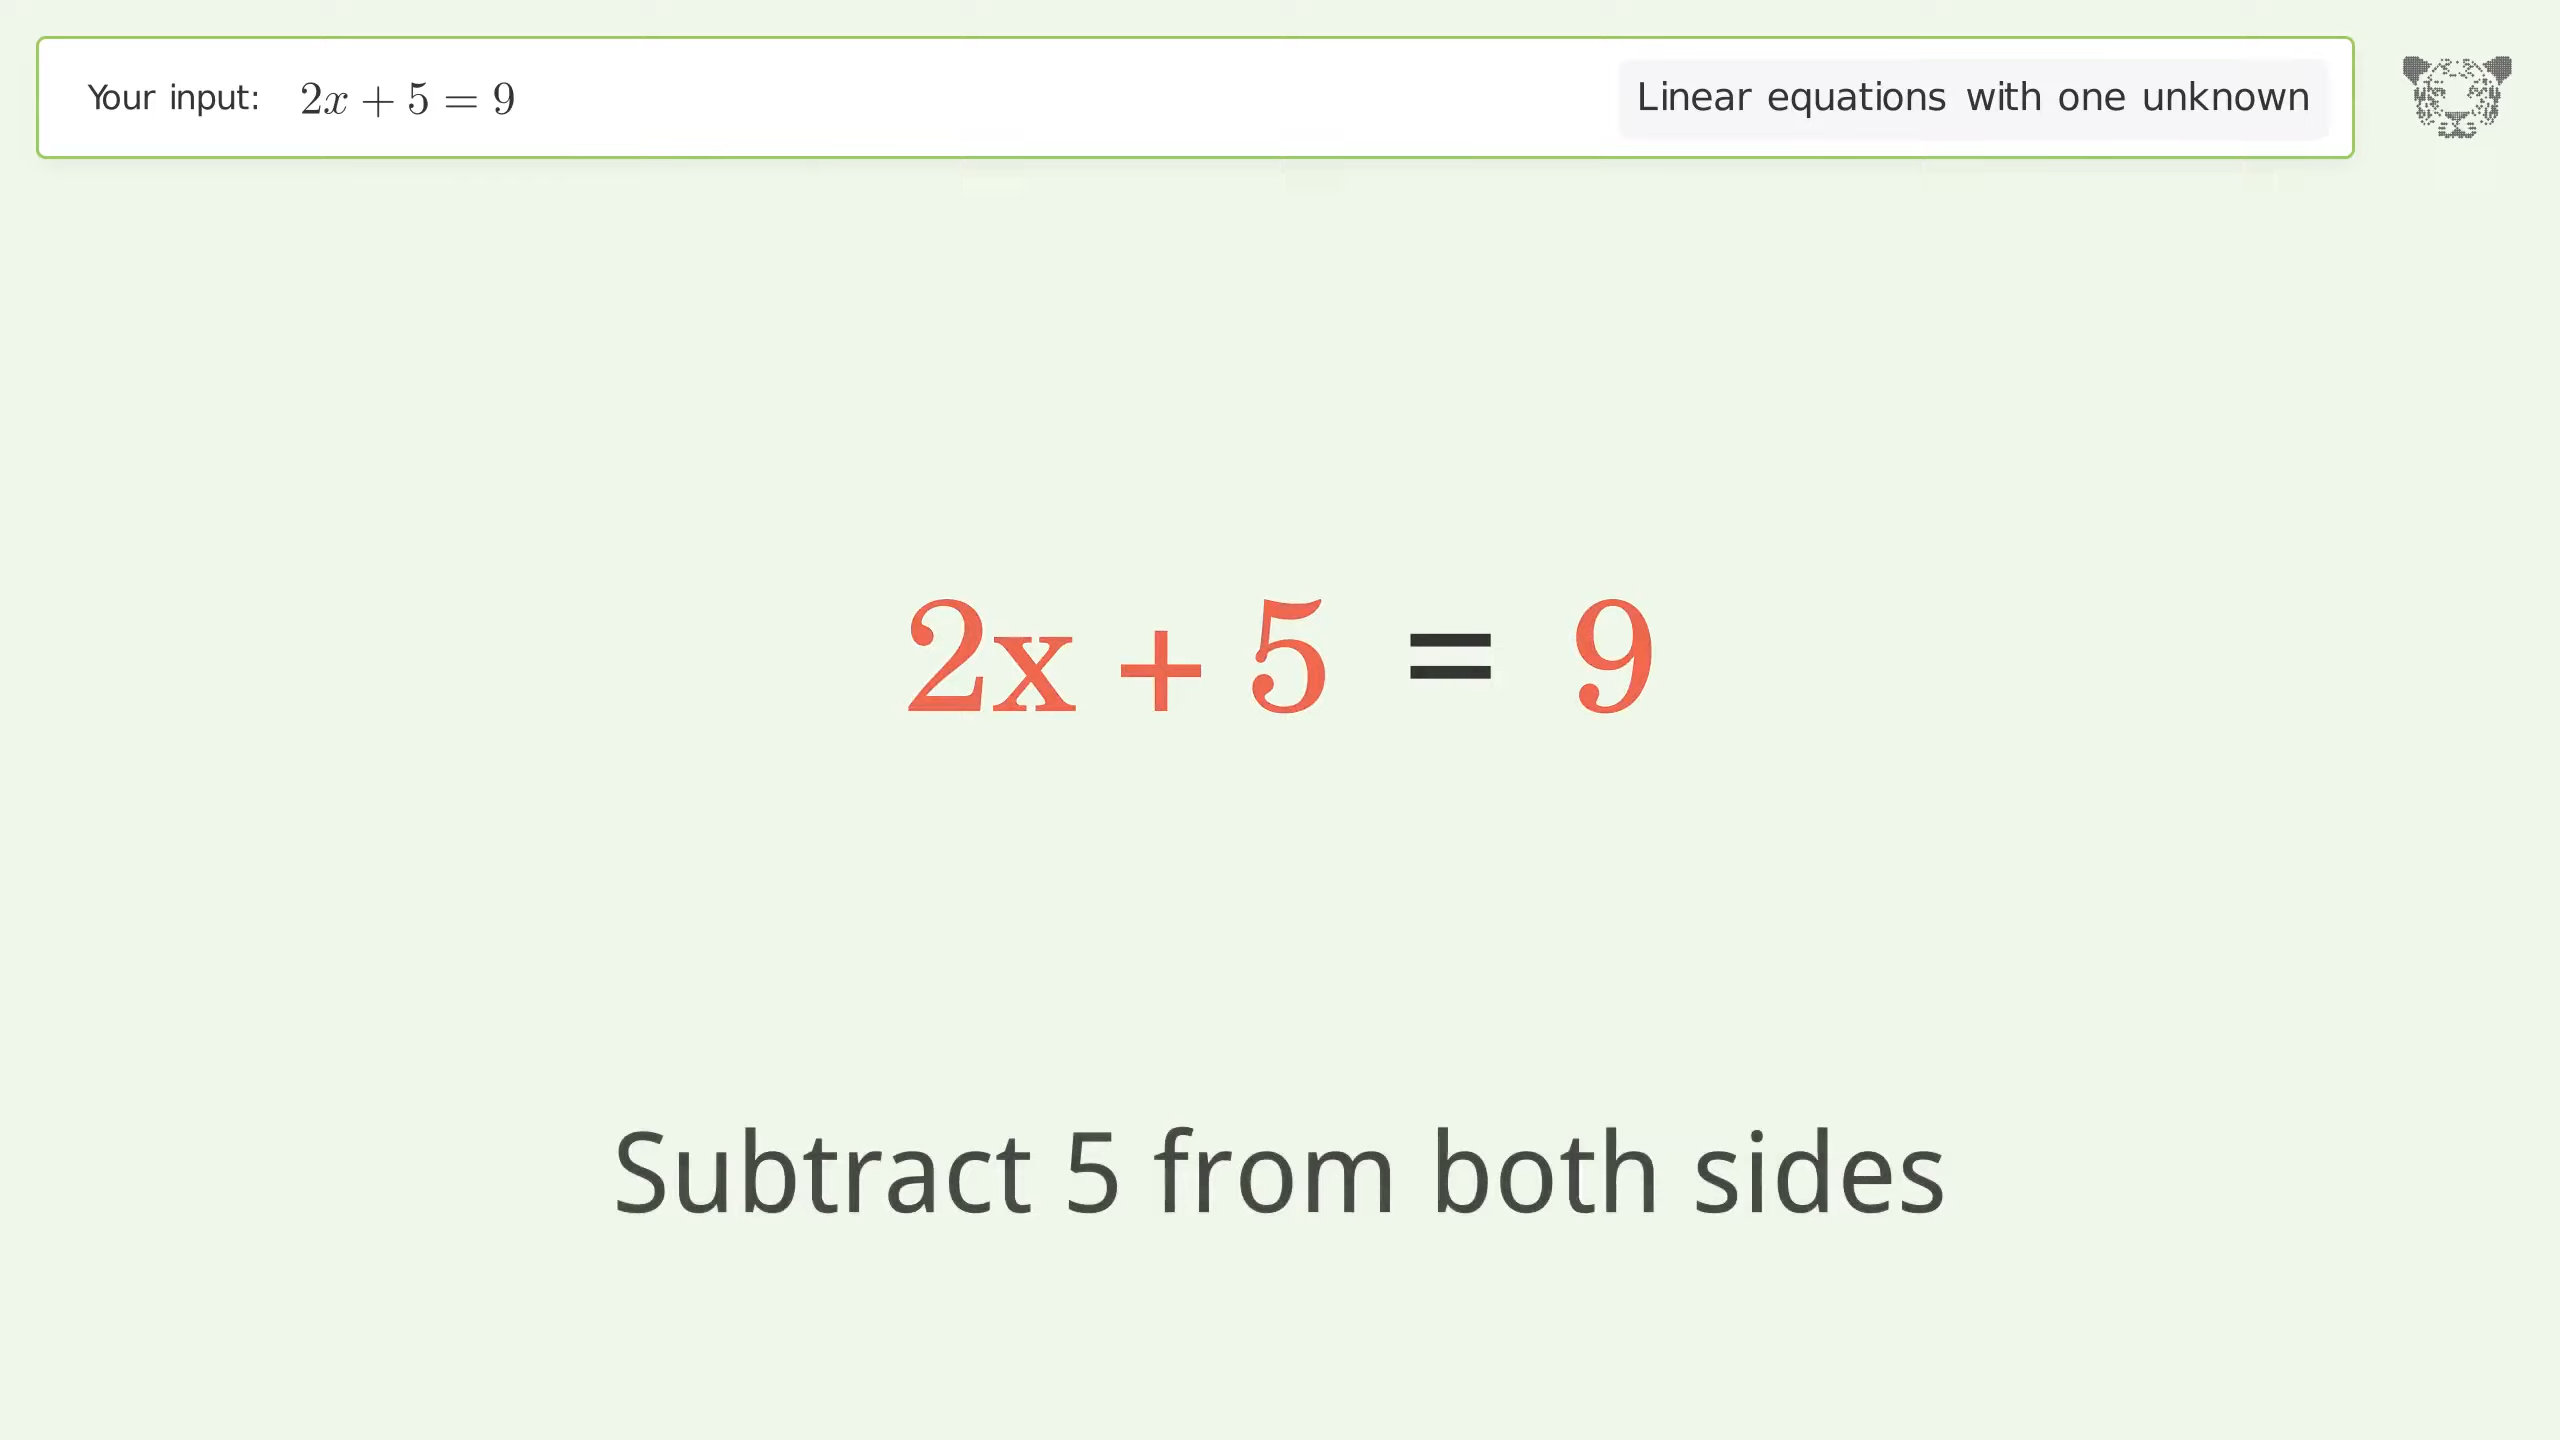 Your input: 2x + 5 = 9
Linear equations with one unknown
2x + 5 = 9
Subtract 5 from both sides